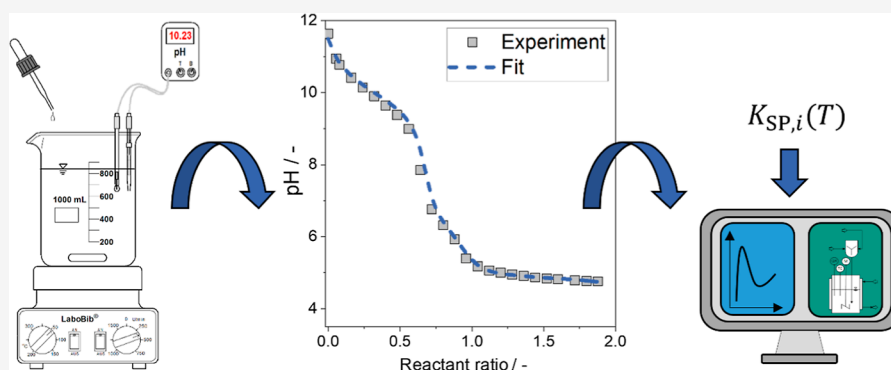 10.23
pH
T
B
1000 mL
800
600
400
200
LaboBib®
12
10
8
6
4
pH / -
Experiment
Fit
0.0 0.5 1.0 1.5 2.0
Reactant ratio / -
K_SP,i(T)